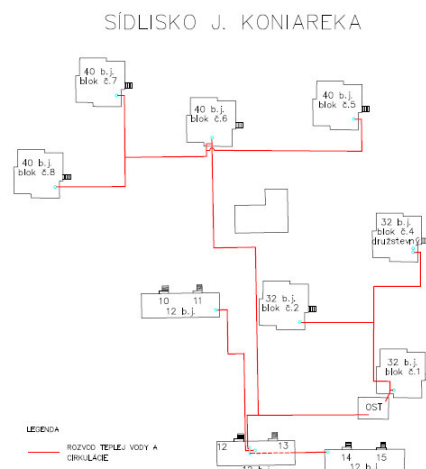 SÍDLISKO J. KONIAREKA
40 b.j.
blok č.7
40 b.j.
blok č.6
40 b.j.
blok č.5
40 b.j.
blok č.8
32 b.j.
blok č.4
družstevný
10 11
12 b.j.
32 b.j.
blok č.2
32 b.j.
blok č.1
OST
LEGENDA
ROZVOD TEPLEJ VODY A
CIRKULÁCIE
12 13
12 b.j.
14 15
12 b.j.